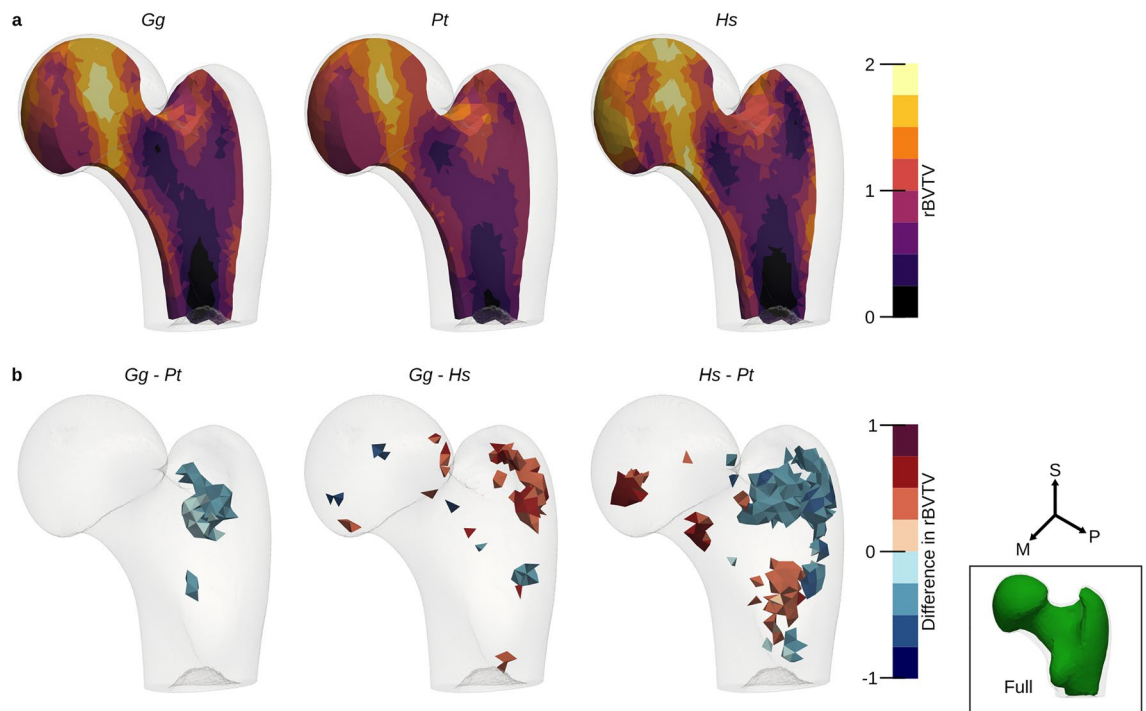 a
Gg
Pt
Hs
2
1
0
rBVTV
b
Gg - Pt
Gg - Hs
Hs - Pt
1
0
-1
Difference in rBVTV
S
M
P
Full